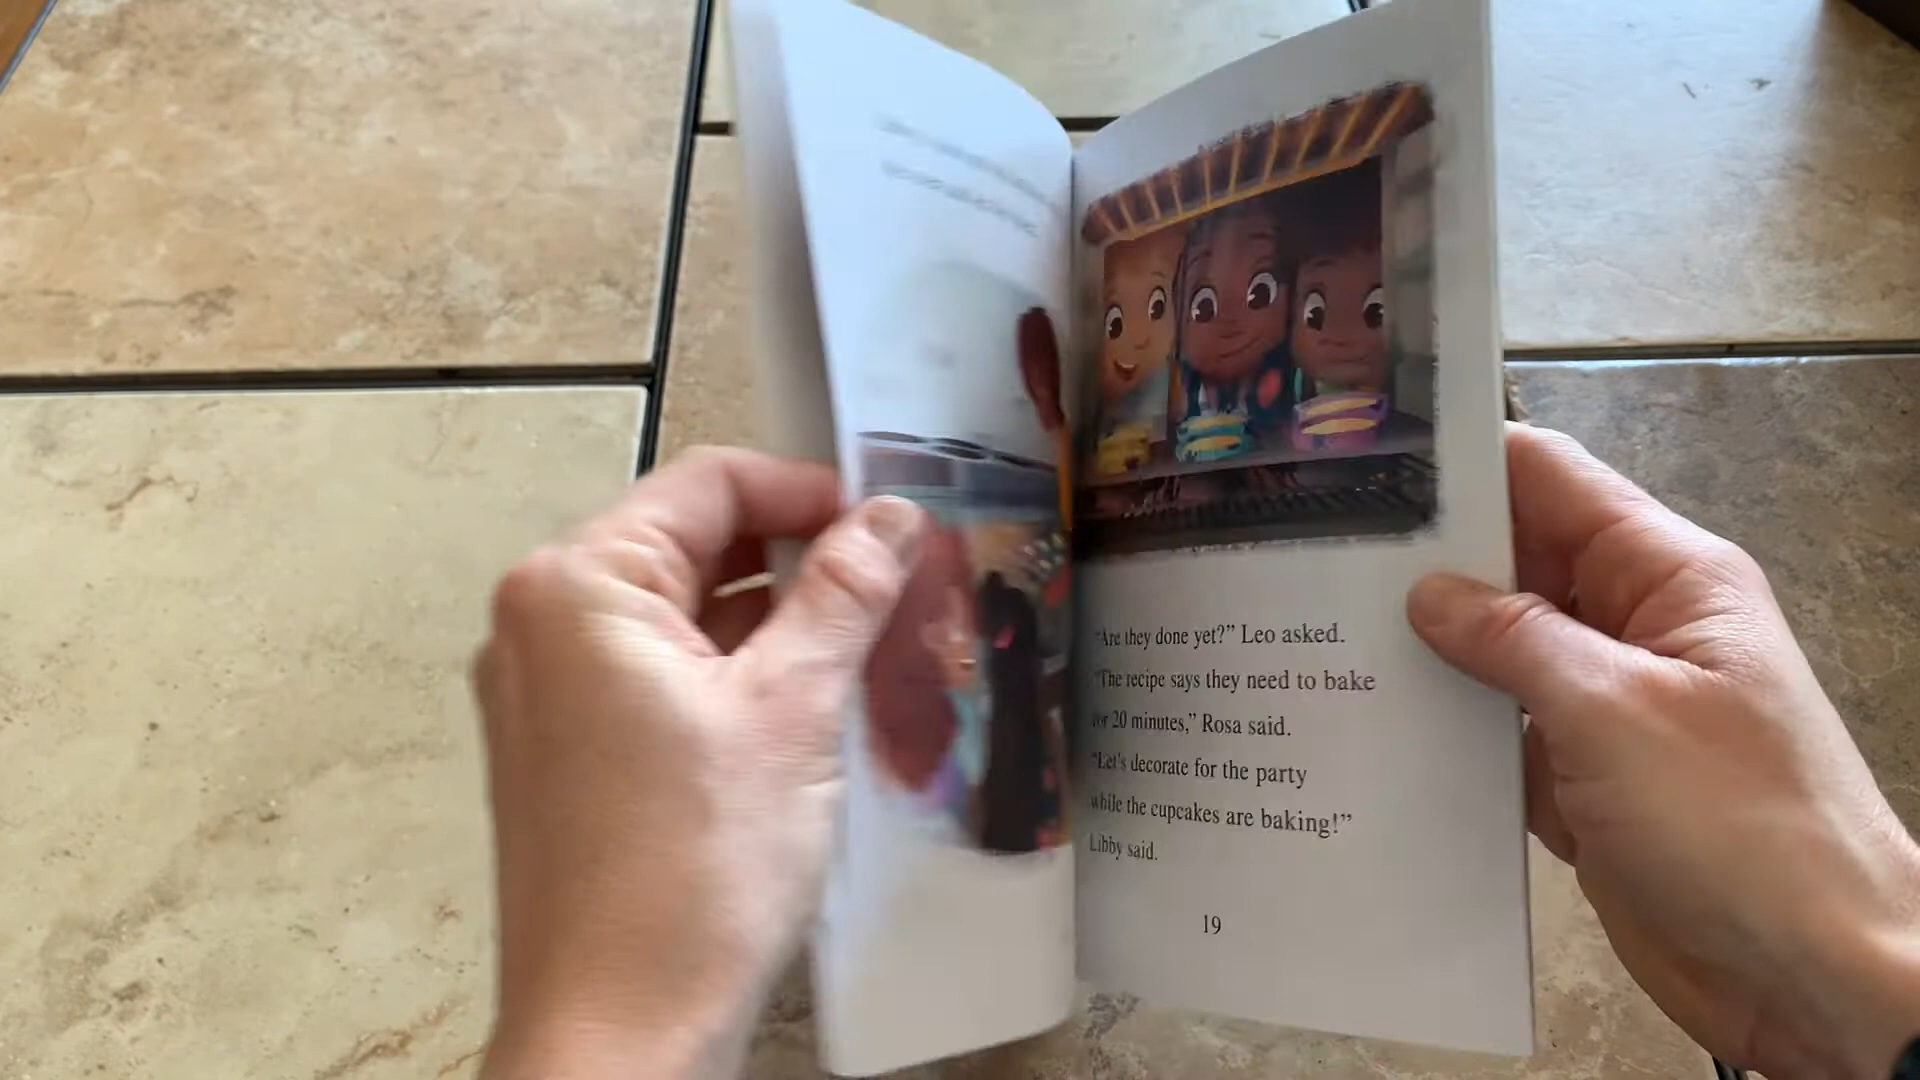 “Are they done yet?” Leo asked.
“The recipe says they need to bake
for 20 minutes,” Rosa said.
“Let's decorate for the party
while the cupcakes are baking!”
Libby said.
19